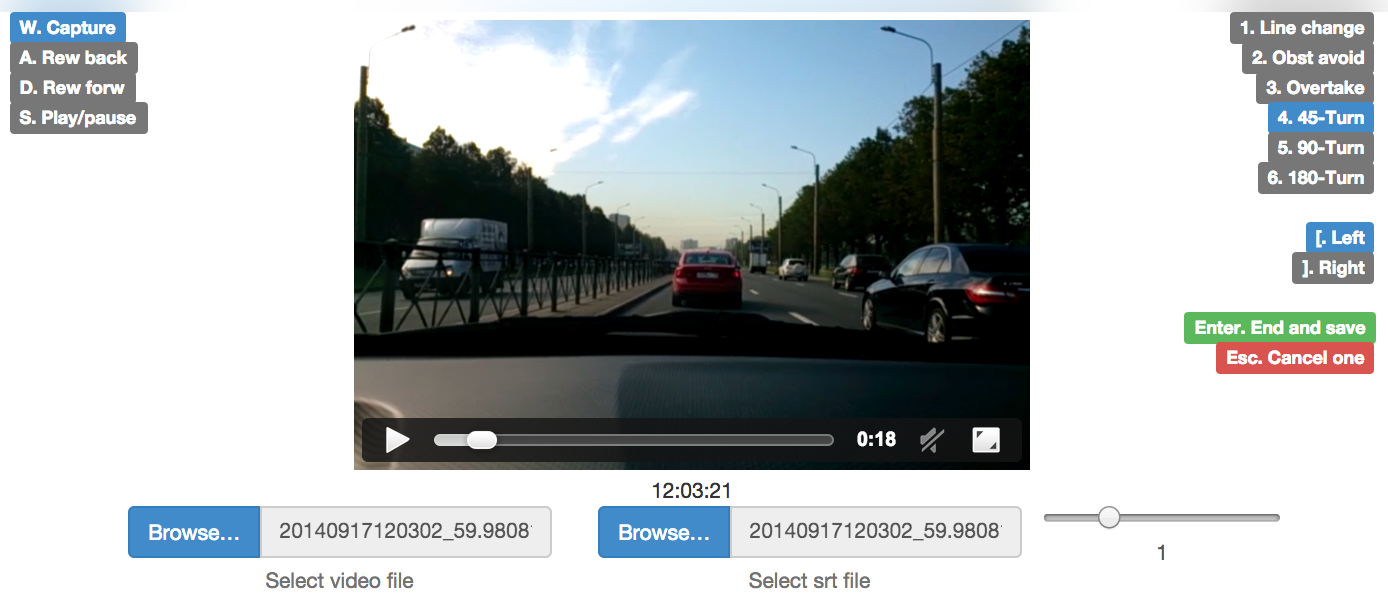 W. Capture
A. Rew back
D. Rew forw
S. Play/pause
1. Line change
2. Obst avoid
3. Overtake
4. 45-Turn
5. 90-Turn
6. 180-Turn
[. Left
]. Right
Enter. End and save
Esc. Cancel one
0:18
12:03:21
Browse... 20140917120302_59.9808
Browse... 20140917120302_59.9808
1
Select video file
Select srt file